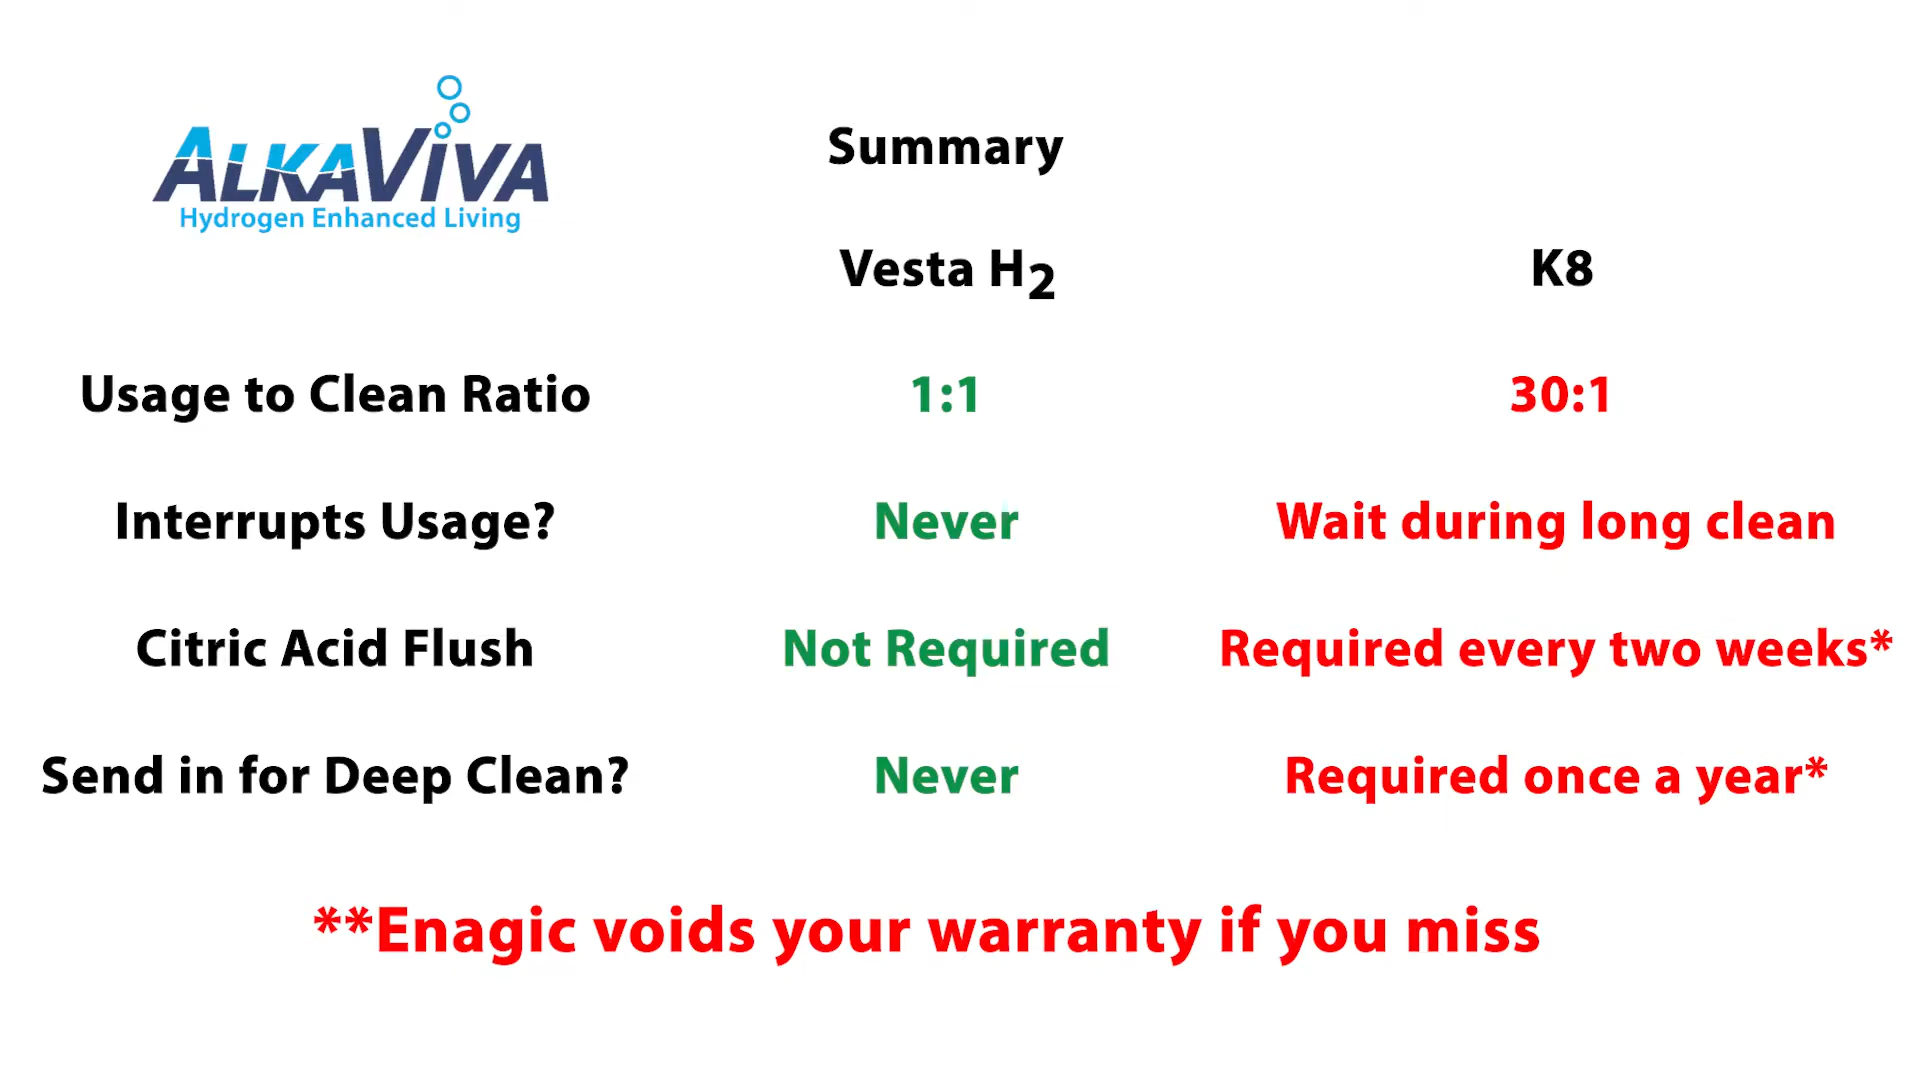 ALKAVIVA
Hydrogen Enhanced Living
Summary
Vesta H2 K8
Usage to Clean Ratio 1:1 30:1
Interrupts Usage? Never Wait during long clean
Citric Acid Flush Not Required Required every two weeks*
Send in for Deep Clean? Never Required once a year*
**Enagic voids your warranty if you miss